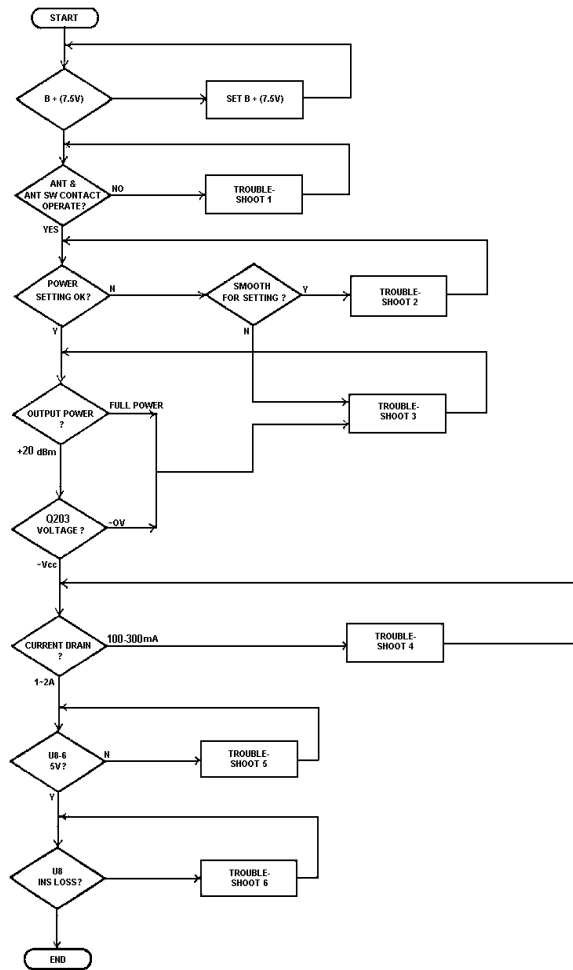 START
B + (7.5V)
SET B + (7.5V)
ANT &
ANT SW CONTACT
OPERATE?
NO
TROUBLE-
SHOOT 1
YES
POWER
SETTING OK?
N
SMOOTH
FOR SETTING ?
Y
TROUBLE-
SHOOT 2
Y
N
OUTPUT POWER
?
FULL POWER
TROUBLE-
SHOOT 3
+20 dBm
Q203
VOLTAGE ?
~OV
~Vcc
CURRENT DRAIN
?
100-300mA
TROUBLE-
SHOOT 4
1~2A
U8-6
5V?
N
TROUBLE-
SHOOT 5
Y
U8
INS LOSS?
TROUBLE-
SHOOT 6
END